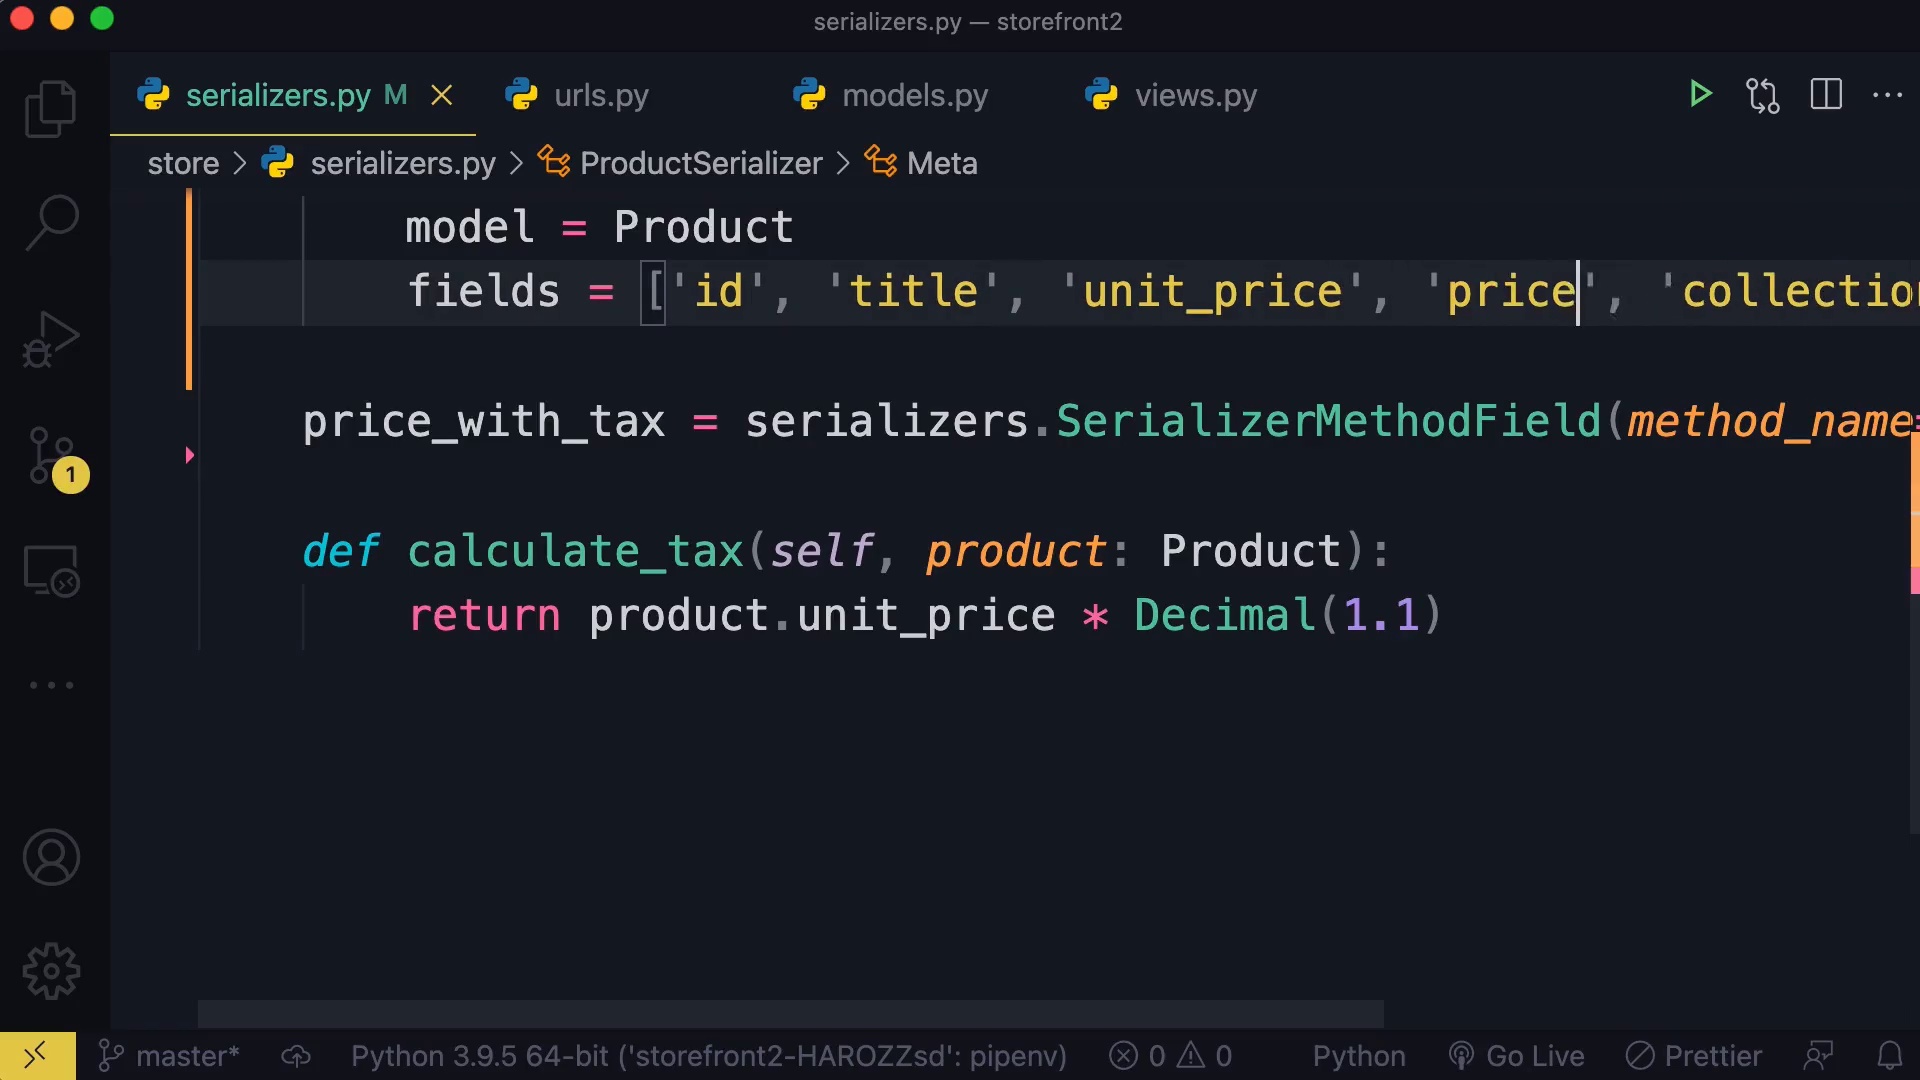 serializers.py — storefront2
serializers.py M urls.py models.py views.py
store > serializers.py > ProductSerializer > Meta
model = Product
fields = ['id', 'title', 'unit_price', 'price', 'collectio
price_with_tax = serializers.SerializerMethodField(method_name=
def calculate_tax(self, product: Product):
return product.unit_price * Decimal(1.1)
1
master* Python 3.9.5 64-bit ('storefront2-HAROZZsd': pipenv) 0 0 Python Go Live Prettier